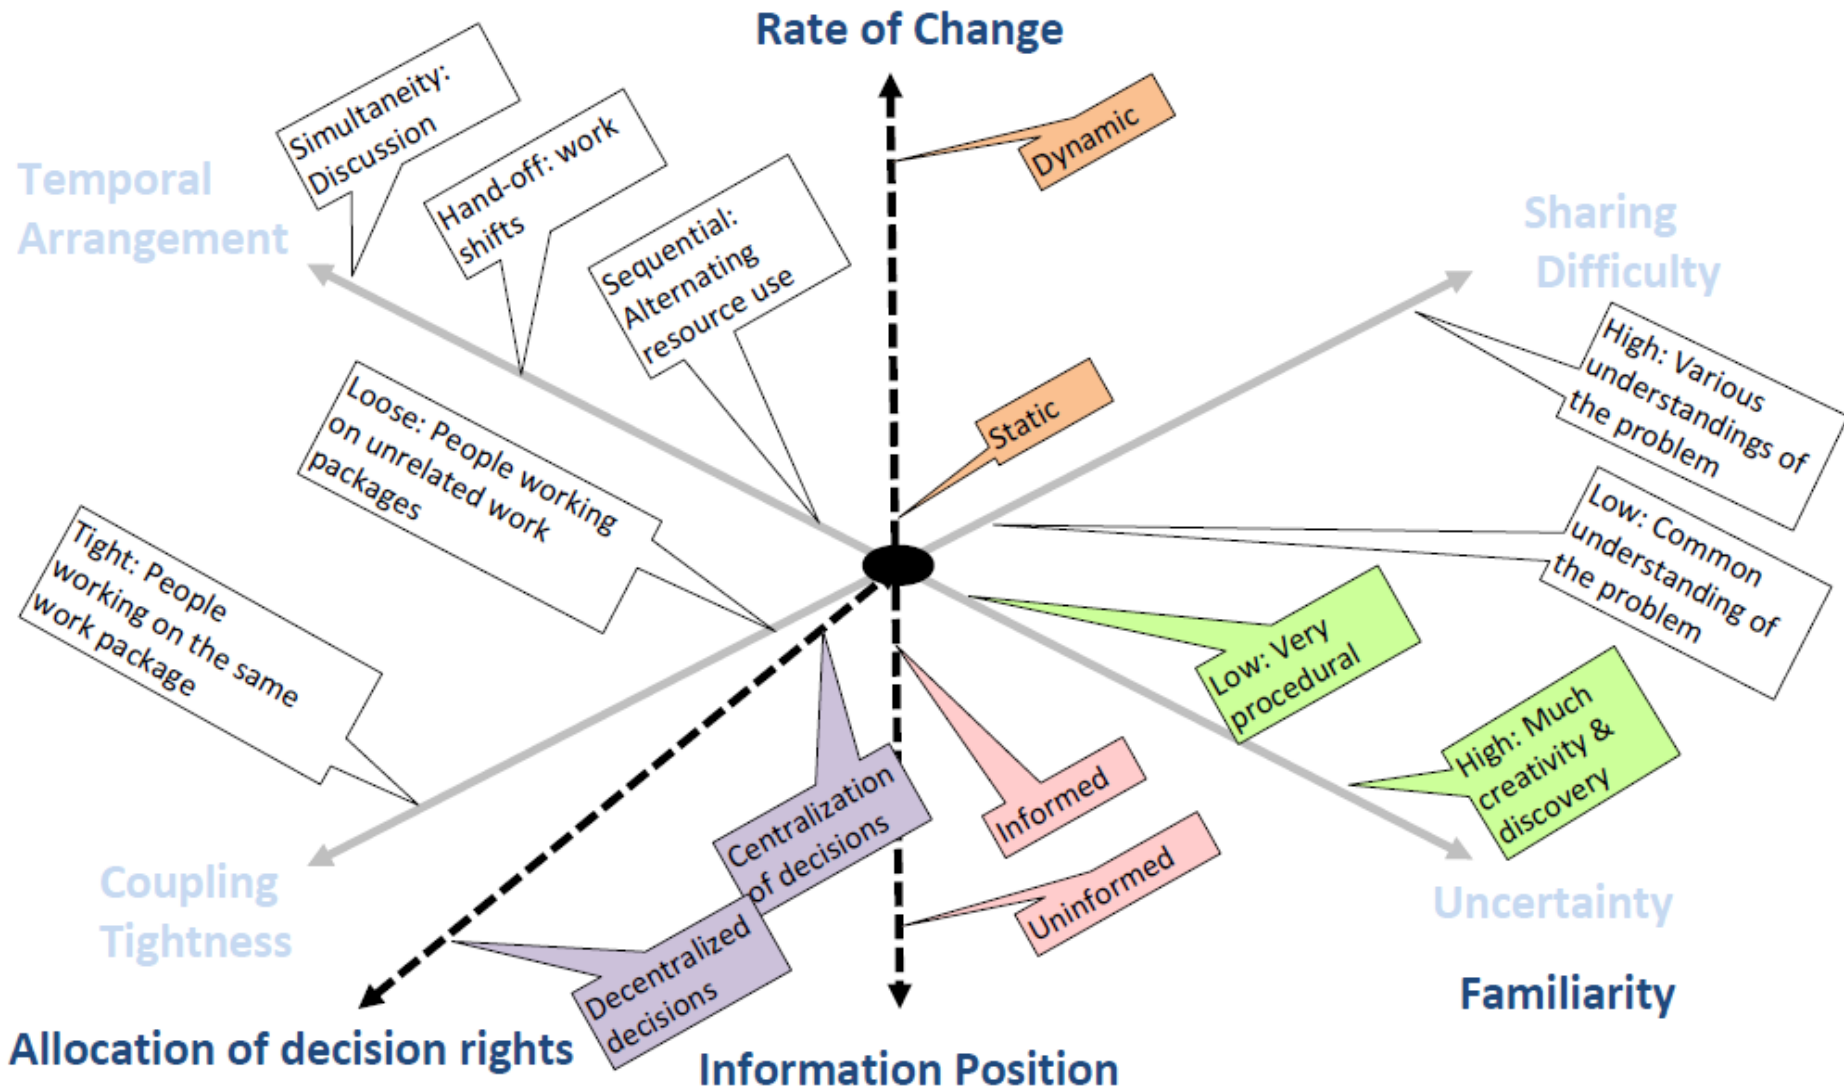 Rate of Change
Simultaneity:
Discussion
Hand-off: work
shifts
Sequential:
Alternating
resource use
Dynamic
Temporal
Arrangement
Sharing
Difficulty
High: Various
understandings of
the problem
Static
Loose: People working
on unrelated work
packages
Low: Common
understanding of
the problem
Tight: People
working on the same
work package
Low: Very
procedural
High: Much
creativity &
discovery
Centralization
of decisions
Informed
Uninformed
Coupling
Tightness
Decentralized
decisions
Uncertainty
Familiarity
Allocation of decision rights
Information Position